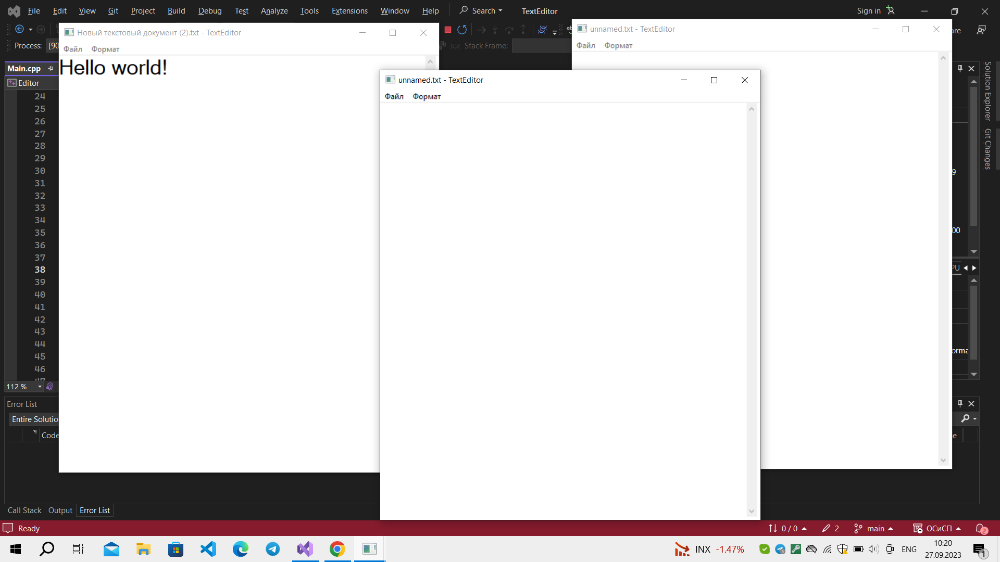 File Edit View Git Project Build Debug Test Analyze Tools Extensions Window Help Search TextEditor Sign in
Process: [90 Stack Frame:
Новый текстовый документ (2).txt - TextEditor
Файл Формат
Hello world!
unnamed.txt - TextEditor
Файл Формат
unnamed.txt - TextEditor
Файл Формат
Main.cpp
Editor
24
25
26
27
28
29
30
31
32
33
34
35
36
37
38
39
40
41
42
43
44
45
46
112 %
Solution Explorer
Git Changes
are
9
00
PU
orma
Error List
Entire Solutio
Code
e
Call Stack Output Error List
Ready 0 / 0 2 main ОСиСП 2
INX -1.47% ENG 10:20
27.09.2023
1